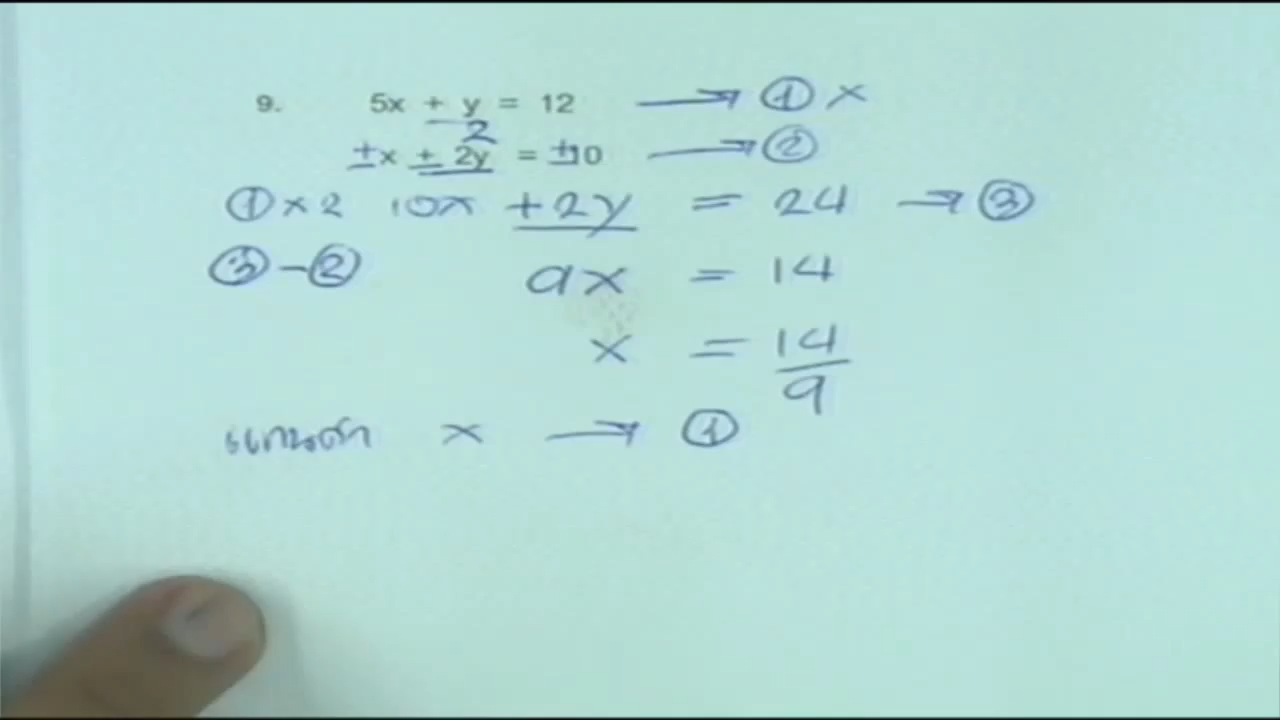 9. 5x + y = 12 → ① ×
2
+x + 2y = +10 → ②
① × 2 10x + 2y = 24 → ③
③ - ② 9x = 14
x = 14/9
แทนค่า x → ①